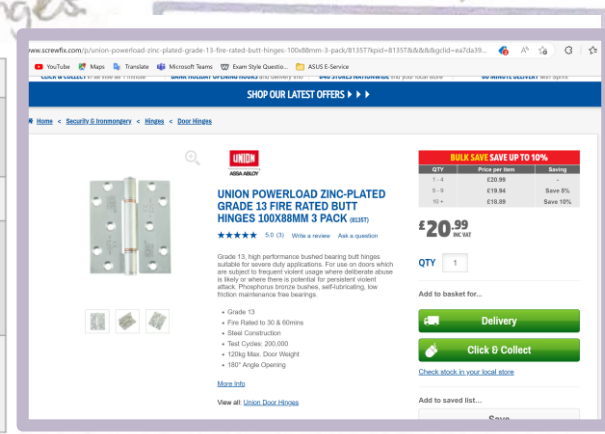 www.screwfix.com/p/union-powerload-zinc-plated-grade-13-fire-rated-butt-hinges-100x88mm-3-pack/8135T?kpid=8135T&&&&&gclid=ea7da39...
YouTube Maps Translate Microsoft Teams Exam Style Questio... ASUS E-Service
SHOP OUR LATEST OFFERS
Home < Security & Ironmongery < Hinges < Door Hinges
UNION
ASSA ABLOY
UNION POWERLOAD ZINC-PLATED
GRADE 13 FIRE RATED BUTT
HINGES 100X88MM 3 PACK (8135T)
5.0 (3) Write a review Ask a question
Grade 13, high performance bushed bearing butt hinges
suitable for severe duty applications. For use on doors which
are subject to frequent violent usage where deliberate abuse
is likely or where there is potential for persistent violent
attack. Phosphorus bronze bushes, self-lubricating, low
friction maintenance free bearings.
Grade 13
Fire Rated to 30 & 60mins
Steel Construction
Test Cycles: 200,000
120kg Max. Door Weight
180° Angle Opening
More Info
View all: Union Door Hinges
BULK SAVE SAVE UP TO 10%
QTY Price per item Saving
1 - 4 £20.99 -
5 - 9 £19.94 Save 5%
10 + £18.89 Save 10%
£20.99 INC VAT
QTY 1
Add to basket for...
Delivery
Click & Collect
Check stock in your local store
Add to saved list...
Save